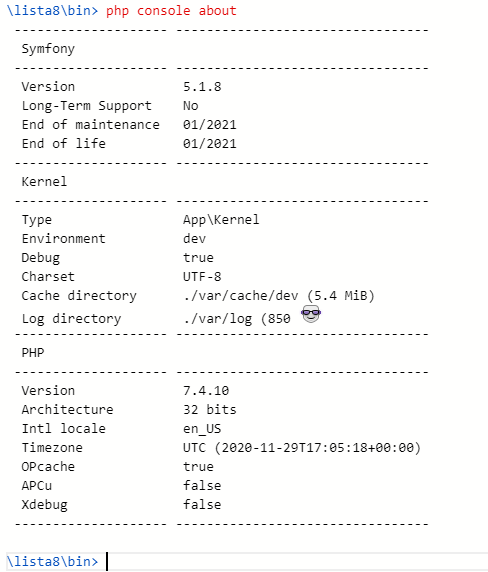 \lista8\bin> php console about
-------------------- ---------------------------------
Symfony
-------------------- ---------------------------------
Version 5.1.8
Long-Term Support No
End of maintenance 01/2021
End of life 01/2021
-------------------- ---------------------------------
Kernel
-------------------- ---------------------------------
Type App\Kernel
Environment dev
Debug true
Charset UTF-8
Cache directory ./var/cache/dev (5.4 MiB)
Log directory ./var/log (850 😎
-------------------- ---------------------------------
PHP
-------------------- ---------------------------------
Version 7.4.10
Architecture 32 bits
Intl locale en_US
Timezone UTC (2020-11-29T17:05:18+00:00)
OPcache true
APCu false
Xdebug false
-------------------- ---------------------------------
\lista8\bin>